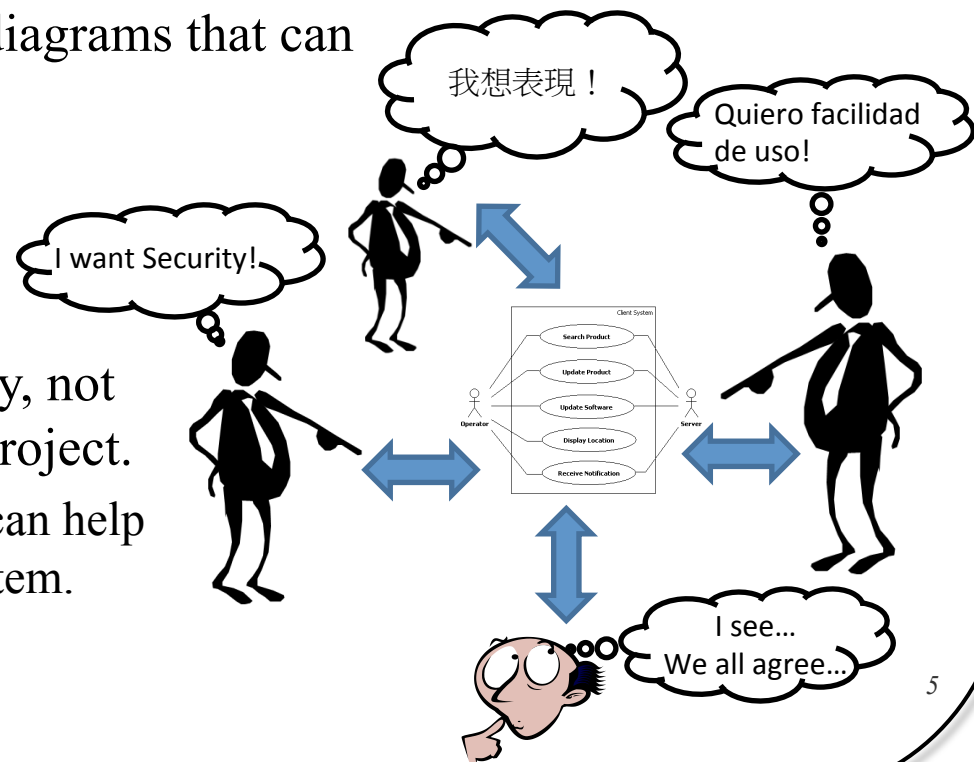 diagrams that can
我想表現！
Quiero facilidad
de uso!
I want Security!
Client System
Search Product
Update Product
Update Software
Display Location
Receive Notification
Operator
Server
y, not
roject.
can help
tem.
I see...
We all agree...
5